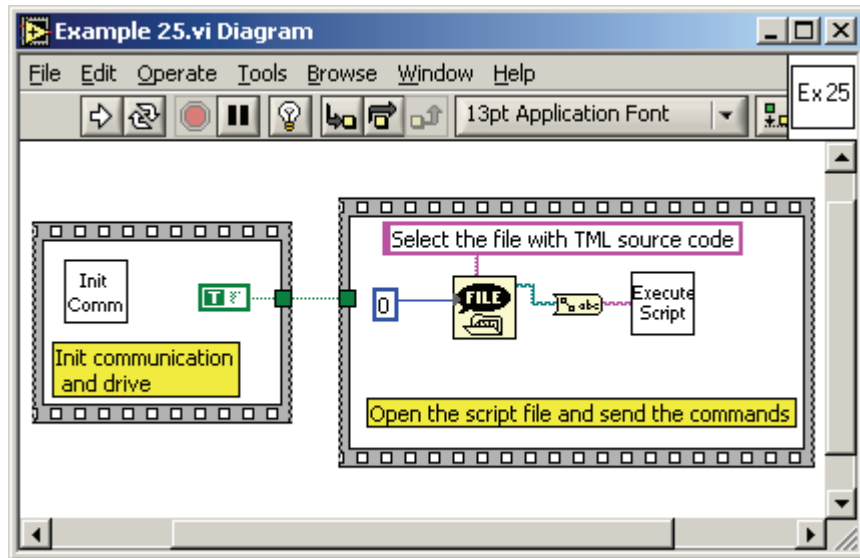 Example 25.vi Diagram
File Edit Operate Tools Browse Window Help
Ex 25
13pt Application Font
Select the file with TML source code
Init
Comm
T F
0
FILE
abc
Execute
Script
Init communication
and drive
Open the script file and send the commands